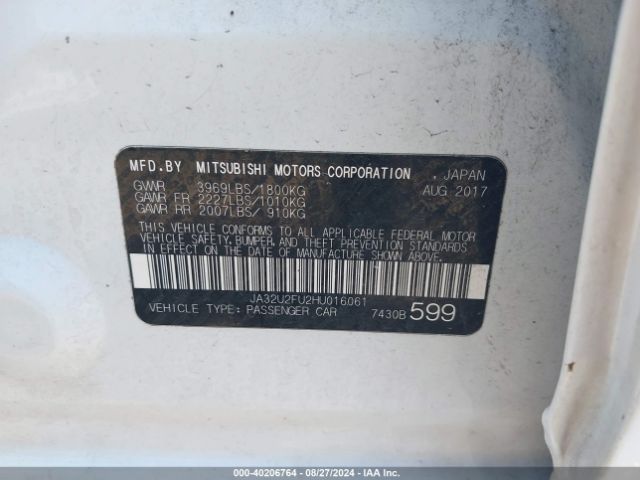 MFD.BY MITSUBISHI MOTORS CORPORATION , JAPAN
GVWR 3969LBS/1800KG AUG 2017
GAWR FR 2227LBS/1010KG
GAWR RR 2007LBS/ 910KG
THIS VEHICLE CONFORMS TO ALL APPLICABLE FEDERAL MOTOR
VEHICLE SAFETY, BUMPER, AND THEFT PREVENTION STANDARDS
IN EFFECT ON THE DATE OF MANUFACTURE SHOWN ABOVE.
JA32U2FU2HU016061
VEHICLE TYPE: PASSENGER CAR 7430B 599
000-40206764 - 08/27/2024 - IAA Inc.